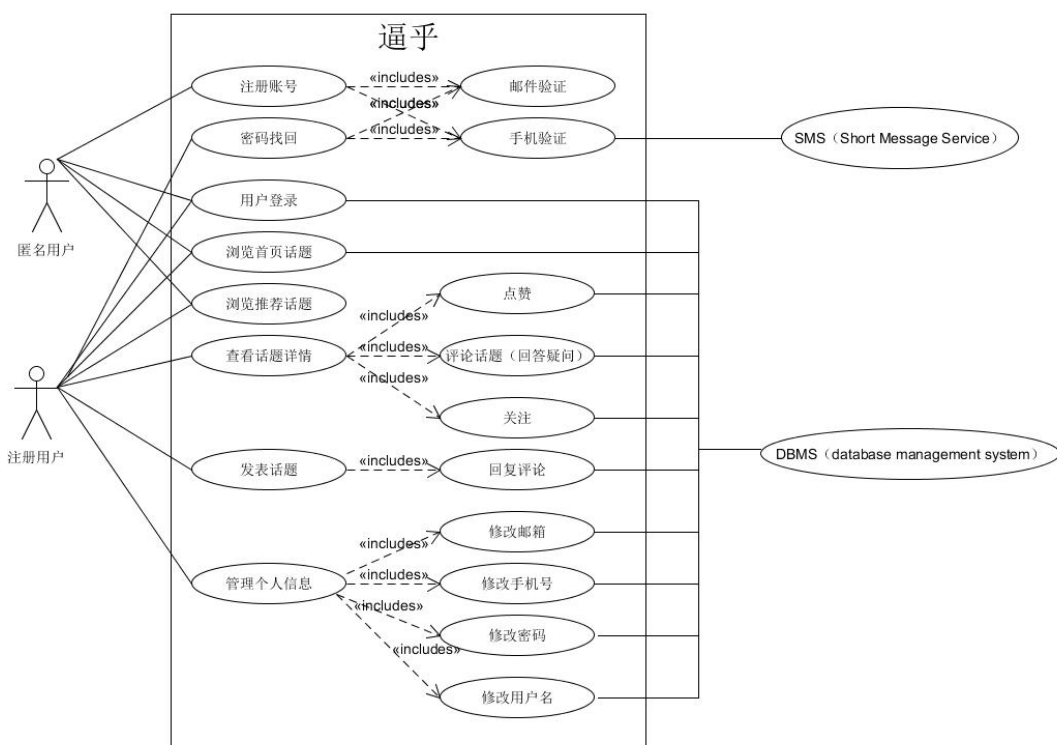 逼乎
注册账号
«includes»
邮件验证
«includes»
«includes»
密码找回
«includes»
手机验证
SMS（Short Message Service）
匿名用户
用户登录
浏览首页话题
浏览推荐话题
«includes»
点赞
查看话题详情
«includes»
评论话题（回答疑问）
«includes»
关注
注册用户
发表话题
«includes»
回复评论
DBMS（database management system）
«includes»
修改邮箱
管理个人信息
«includes»
修改手机号
«includes»
修改密码
«includes»
修改用户名